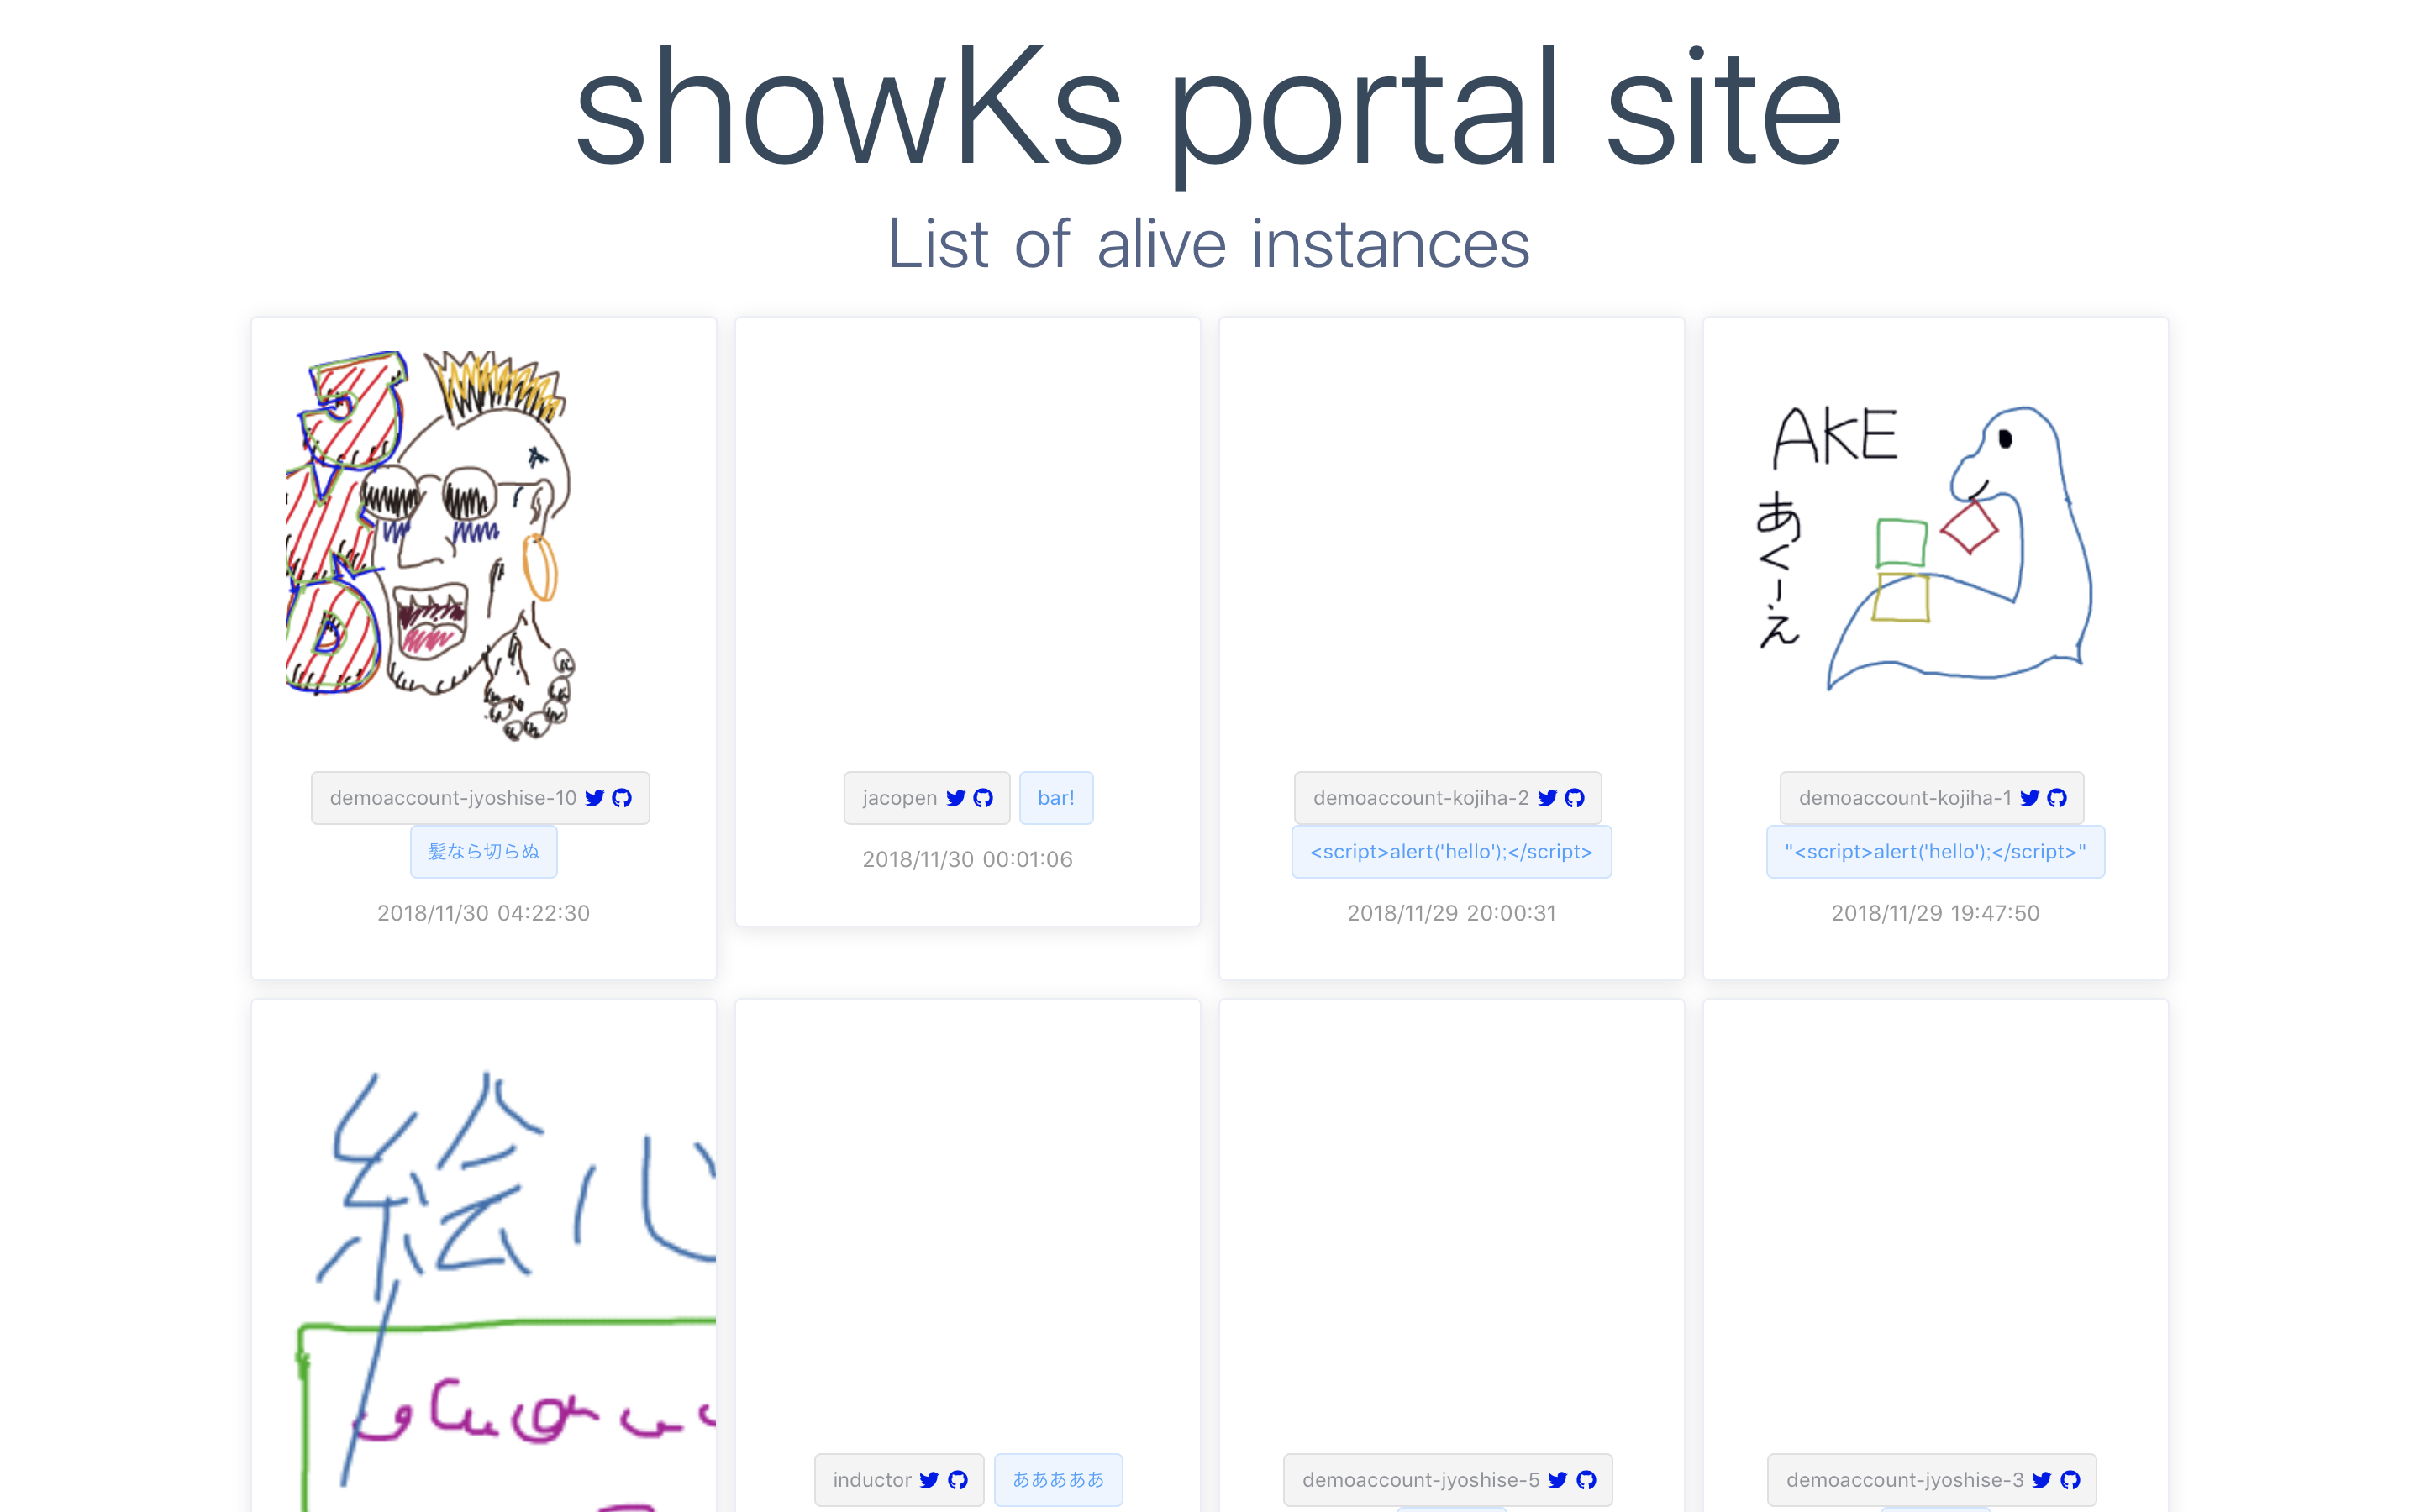 showKs portal site
List of alive instances
AKE
あくーえ
demoaccount-jyoshise-10
髪なら切らぬ
2018/11/30 04:22:30
jacopen
bar!
2018/11/30 00:01:06
demoaccount-kojiha-2
<script>alert('hello');</script>
2018/11/29 20:00:31
demoaccount-kojiha-1
"<script>alert('hello');</script>"
2018/11/29 19:47:50
絵心
inductor
あああああ
demoaccount-jyoshise-5
demoaccount-jyoshise-3